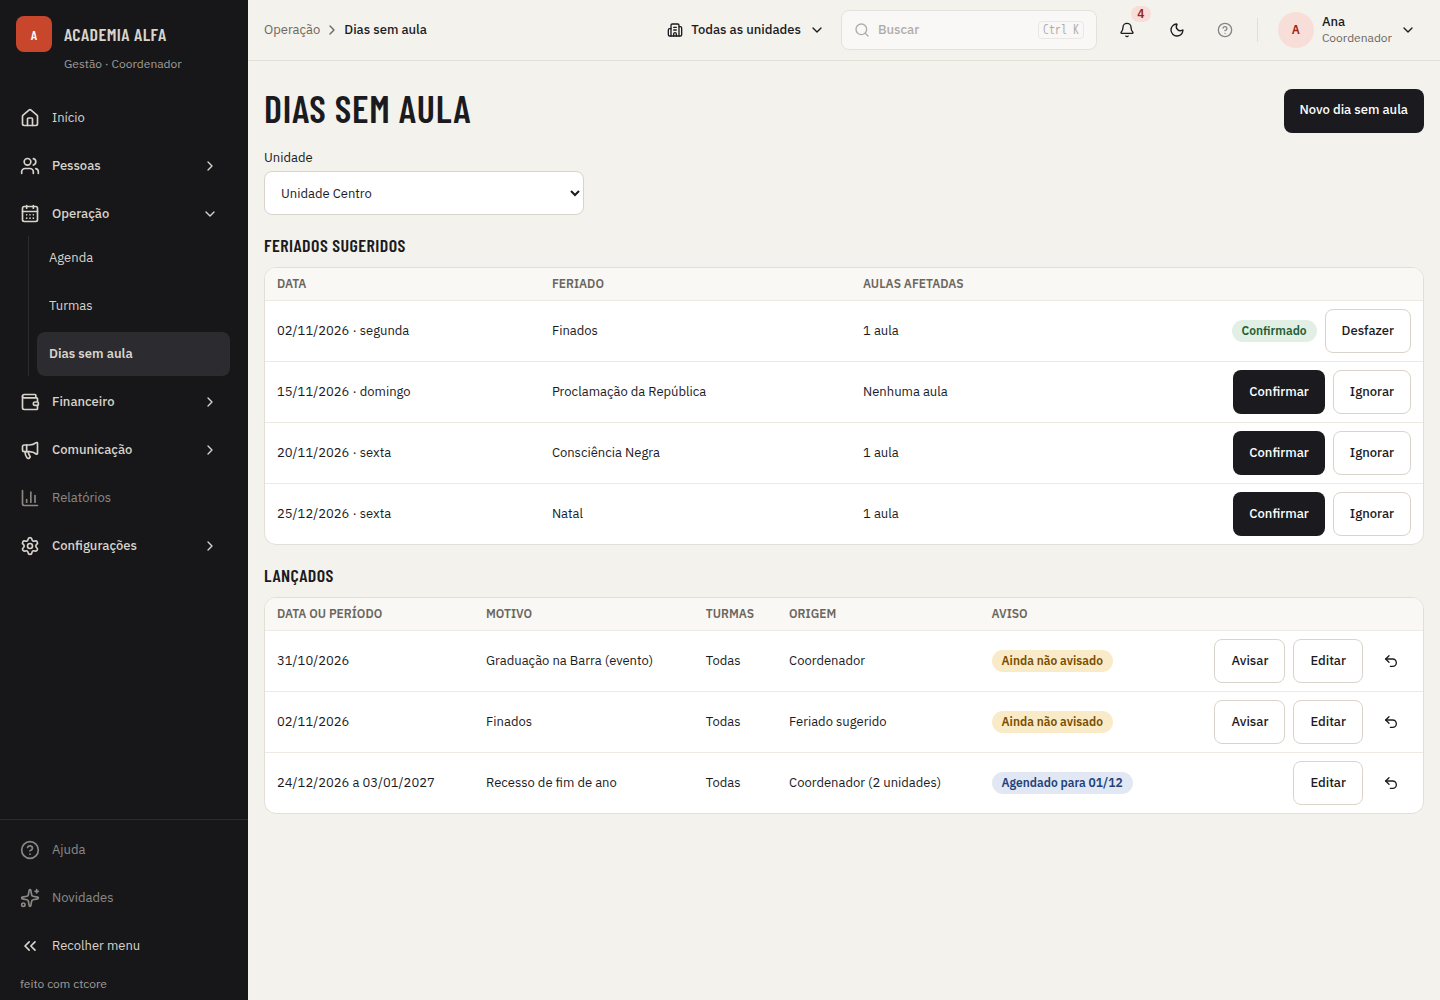 A
ACADEMIA ALFA
Gestão · Coordenador
Início
Pessoas
Operação
Agenda
Turmas
Dias sem aula
Financeiro
Comunicação
Relatórios
Configurações
Ajuda
Novidades
Recolher menu
feito com ctcore
Operação > Dias sem aula
Todas as unidades
Buscar
Ctrl K
4
A
Ana
Coordenador
DIAS SEM AULA
Novo dia sem aula
Unidade
Unidade Centro
FERIADOS SUGERIDOS
DATA FERIADO AULAS AFETADAS
02/11/2026 · segunda Finados 1 aula Confirmado Desfazer
15/11/2026 · domingo Proclamação da República Nenhuma aula Confirmar Ignorar
20/11/2026 · sexta Consciência Negra 1 aula Confirmar Ignorar
25/12/2026 · sexta Natal 1 aula Confirmar Ignorar
LANÇADOS
DATA OU PERÍODO MOTIVO TURMAS ORIGEM AVISO
31/10/2026 Graduação na Barra (evento) Todas Coordenador Ainda não avisado Avisar Editar
02/11/2026 Finados Todas Feriado sugerido Ainda não avisado Avisar Editar
24/12/2026 a 03/01/2027 Recesso de fim de ano Todas Coordenador (2 unidades) Agendado para 01/12 Editar